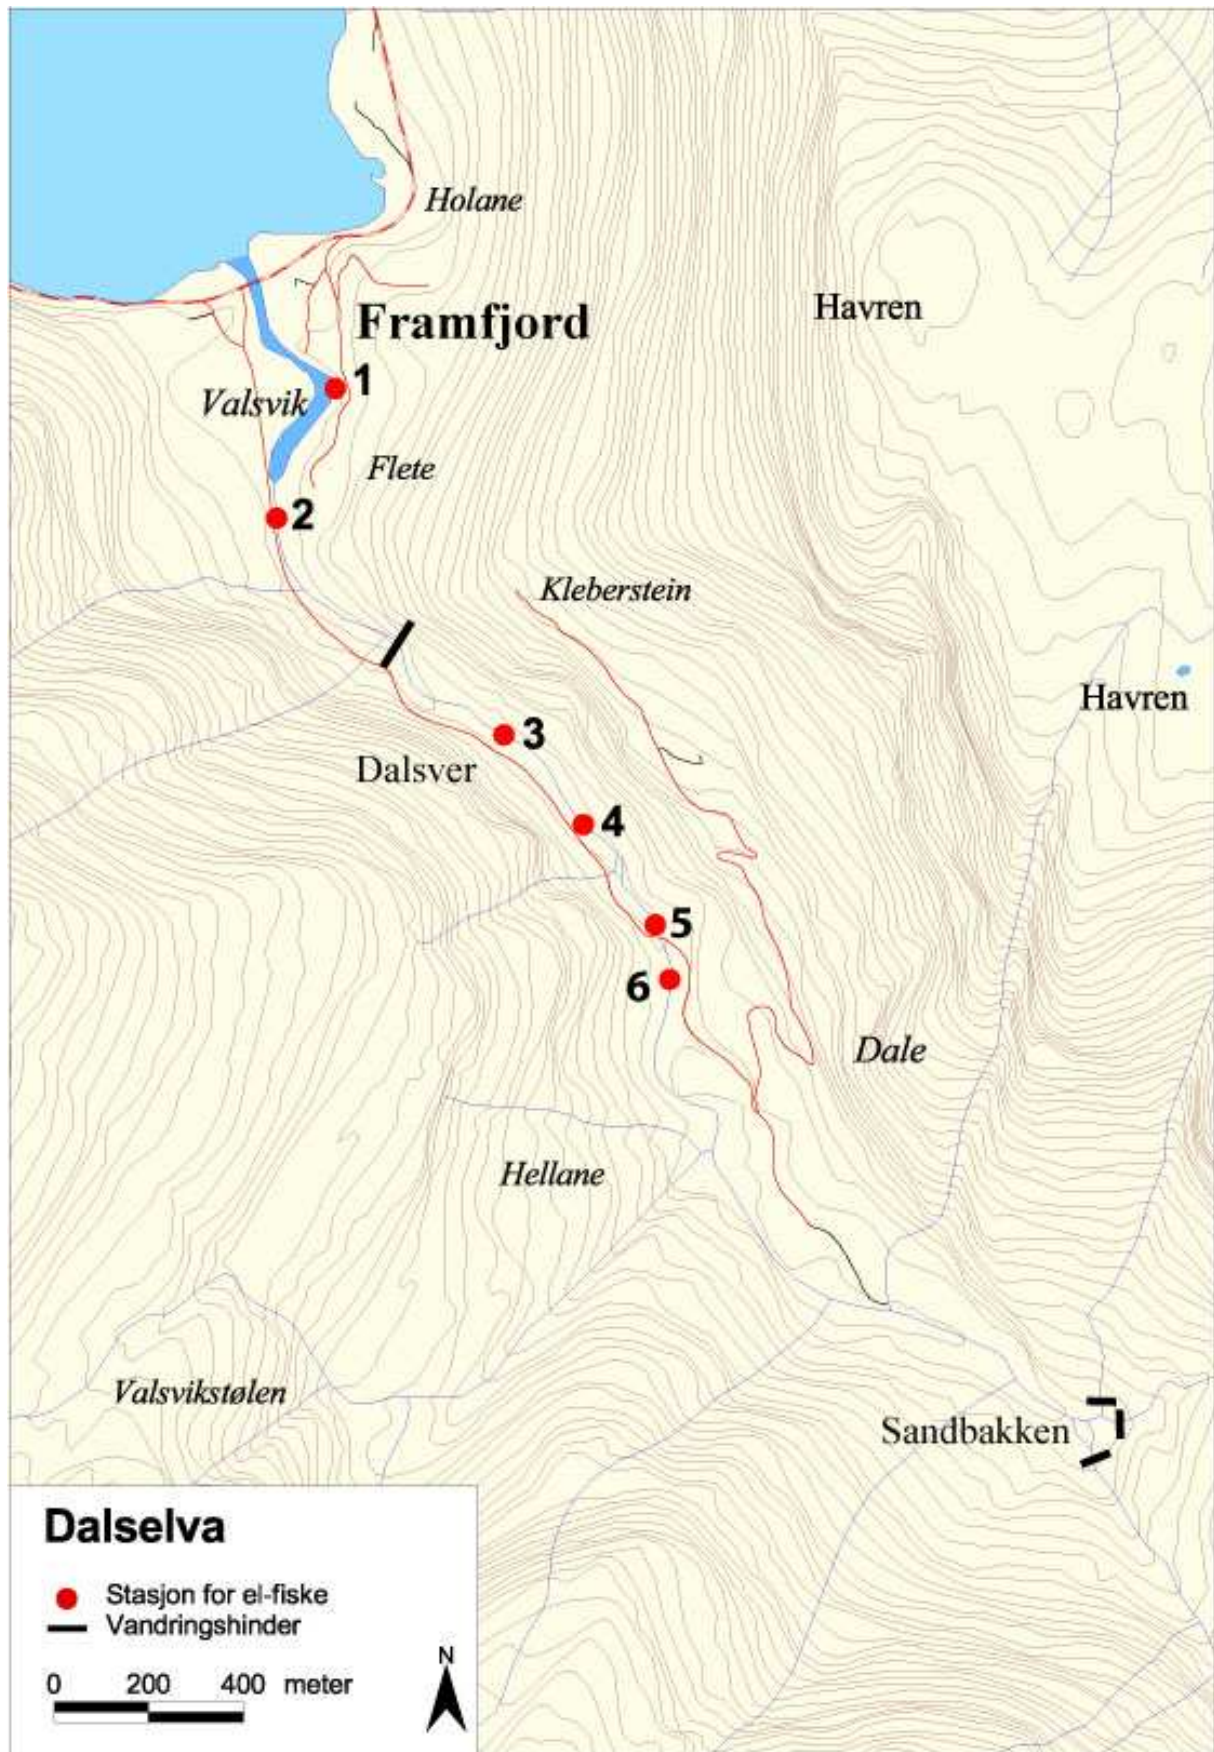 Holane
Havren
Framfjord
1
Valsvik
Flete
2
Kleberstein
Havren
3
Dalsver
4
5
6
Dale
Hellane
Valsvikstølen
Sandbakken
Dalselva
Stasjon for el-fiske
Vandringshinder
N
0 200 400 meter